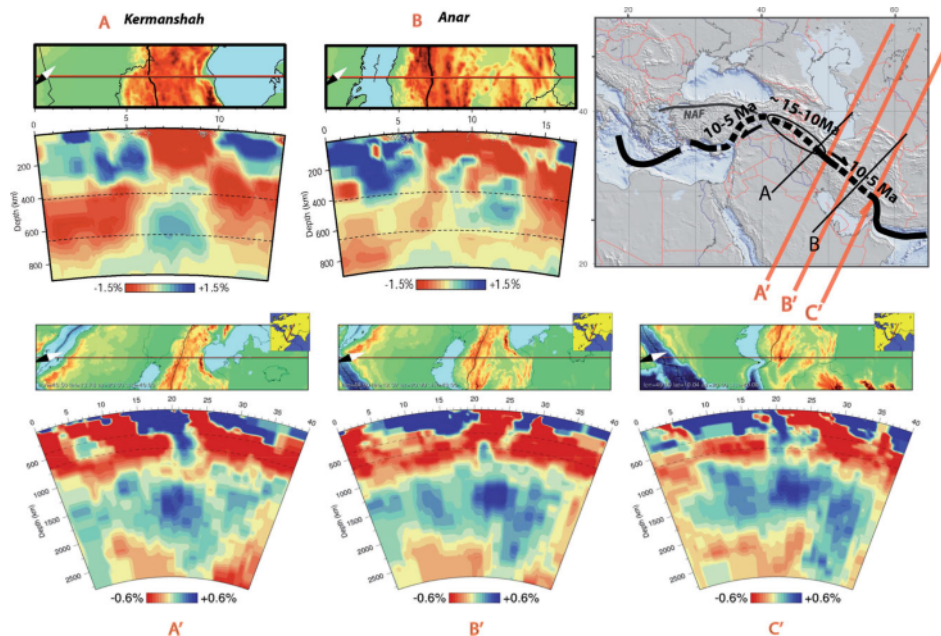 A Kermanshah
B Anar
0 5 10
0 5 10 15
200
400
600
800
Depth (km)
200
400
600
800
Depth (km)
-1.5% +1.5%
-1.5% +1.5%
20 30 40 50 60
40
20
NAF
10-5 Ma
~ 15-10Ma
10-5 Ma
A
B
A'
B'
C'
0 5 10 15 20 25 30 35 40
500
1000
1500
2000
2500
Depth (km)
-0.6% +0.6%
A'
0 5 10 15 20 25 30 35 40
500
1000
1500
2000
2500
Depth (km)
-0.6% +0.6%
B'
0 5 10 15 20 25 30 35 40
500
1000
1500
2000
2500
Depth (km)
-0.6% +0.6%
C'